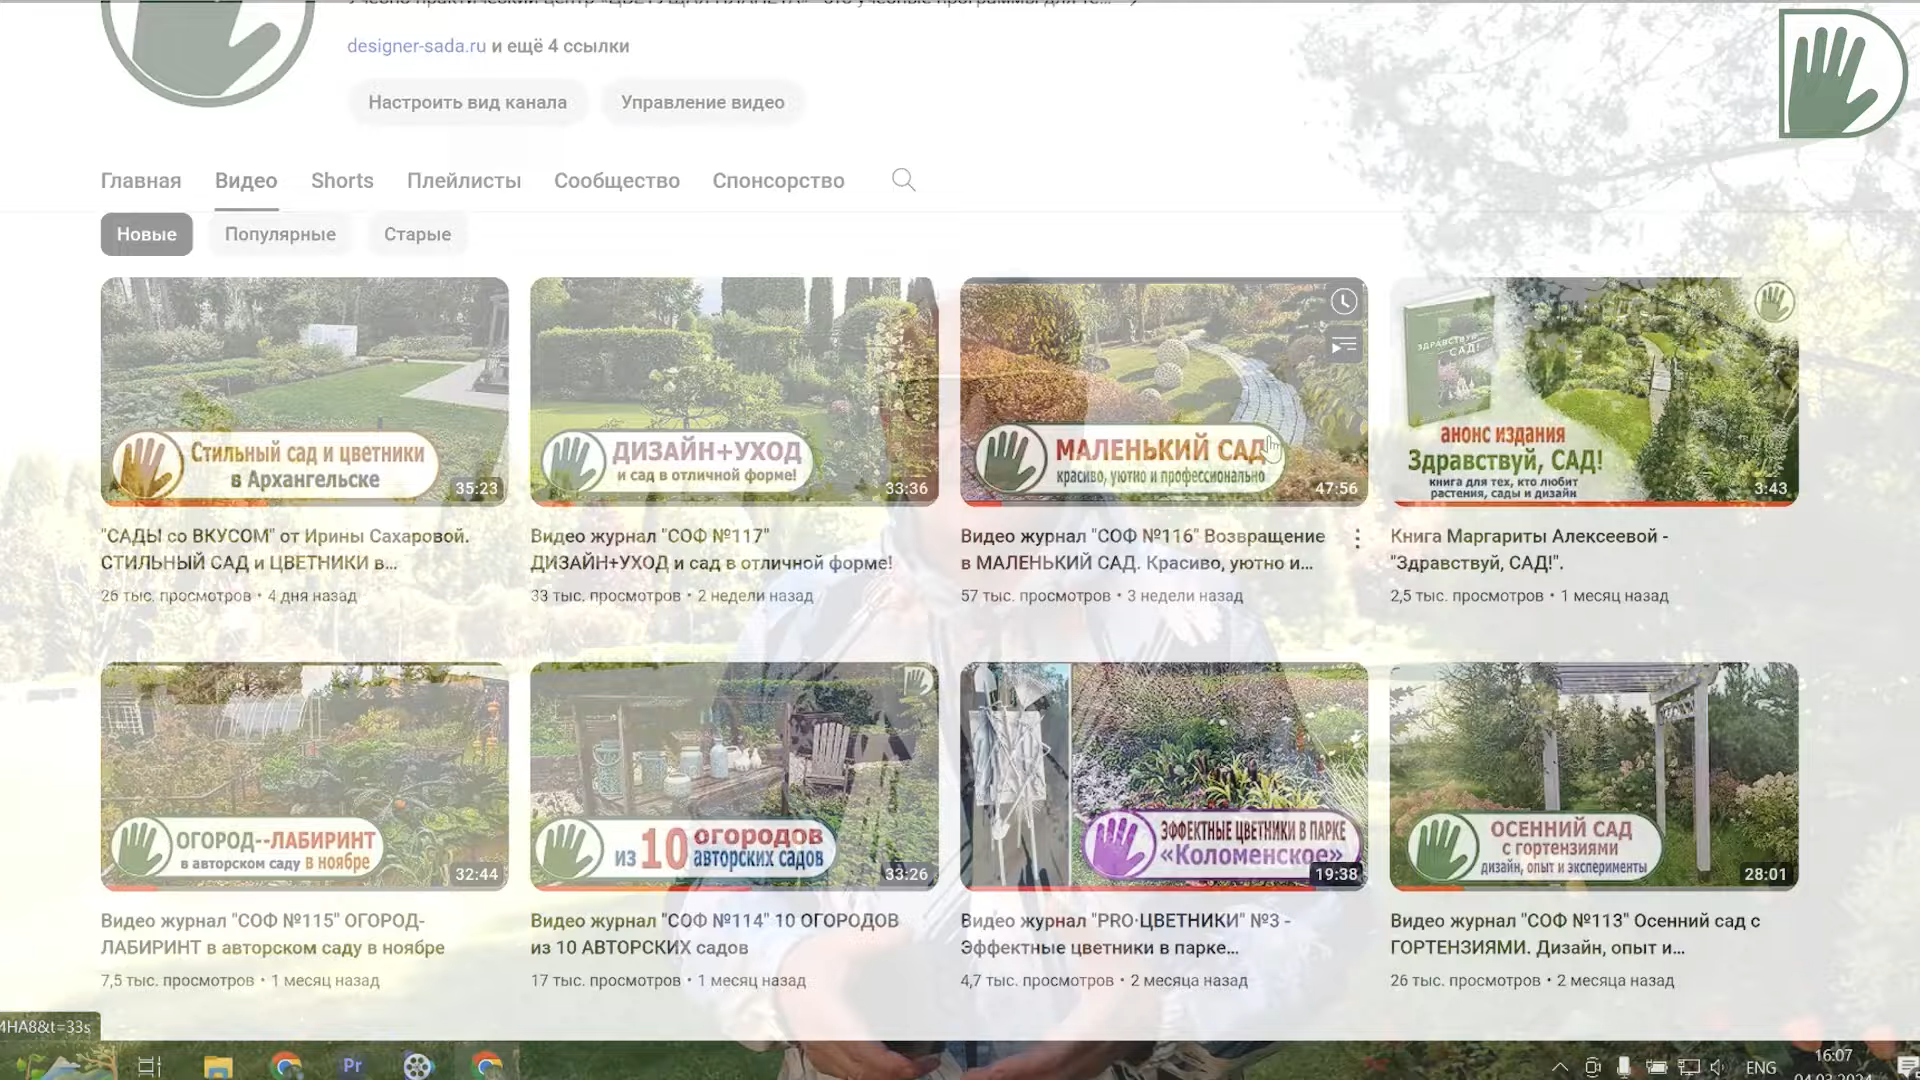 designer-sada.ru и ещё 4 ссылки
Настроить вид канала
Управление видео
Главная
Видео
Shorts
Плейлисты
Сообщество
Спонсорство
Новые
Популярные
Старые
Стильный сад и цветники
в Архангельске
35:23
ДИЗАЙН+УХОД
и сад в отличной форме!
33:36
МАЛЕНЬКИЙ САД
красиво, уютно и профессионально
47:56
ЗДРАВСТВУЙ,
САД!
анонс издания
Здравствуй, САД!
книга для тех, кто любит
растения, сады и дизайн
3:43
"САДЫ со ВКУСОМ" от Ирины Сахаровой.
СТИЛЬНЫЙ САД и ЦВЕТНИКИ в...
26 тыс. просмотров • 4 дня назад
Видео журнал "СОФ №117"
ДИЗАЙН+УХОД и сад в отличной форме!
33 тыс. просмотров • 2 недели назад
Видео журнал "СОФ №116" Возвращение
в МАЛЕНЬКИЙ САД. Красиво, уютно и...
57 тыс. просмотров • 3 недели назад
Книга Маргариты Алексеевой -
"Здравствуй, САД!".
2,5 тыс. просмотров • 1 месяц назад
ОГОРОД--ЛАБИРИНТ
в авторском саду в ноябре
32:44
из 10 огородов
авторских садов
33:26
ЭФФЕКТНЫЕ ЦВЕТНИКИ В ПАРКЕ
«Коломенское»
19:38
ОСЕННИЙ САД
с гортензиями
дизайн, опыт и эксперименты
28:01
Видео журнал "СОФ №115" ОГОРОД-
ЛАБИРИНТ в авторском саду в ноябре
7,5 тыс. просмотров • 1 месяц назад
Видео журнал "СОФ №114" 10 ОГОРОДОВ
из 10 АВТОРСКИХ садов
17 тыс. просмотров • 1 месяц назад
Видео журнал "PRO·ЦВЕТНИКИ" №3 -
Эффектные цветники в парке...
4,7 тыс. просмотров • 2 месяца назад
Видео журнал "СОФ №113" Осенний сад с
ГОРТЕНЗИЯМИ. Дизайн, опыт и...
26 тыс. просмотров • 2 месяца назад
HA8&t=33s
Pr
ENG
16:07
04.03.2024